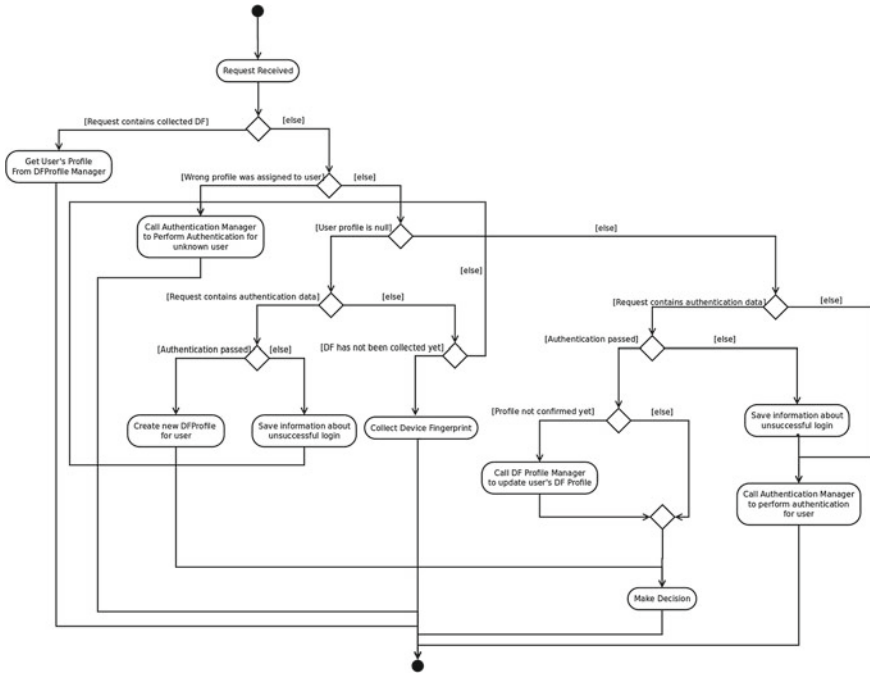 Request Received
[Request contains collected DF]
[else]
Get User's Profile
From DFProfile Manager
[Wrong profile was assigned to user]
[else]
Call Authentication Manager
to Perform Authentication for
unknown user
[User profile is null]
[else]
[else]
[Request contains authentication data]
[else]
[Request contains authentication data]
[else]
[Authentication passed]
[else]
[DF has not been collected yet]
[Authentication passed]
[else]
Create new DFProfile
for user
Save information about
unsuccessful login
Collect Device Fingerprint
[Profile not confirmed yet]
[else]
Save information about
unsuccessful login
Call DF Profile Manager
to update user's DF Profile
Call Authentication Manager
to perform authentication
for user
Make Decision